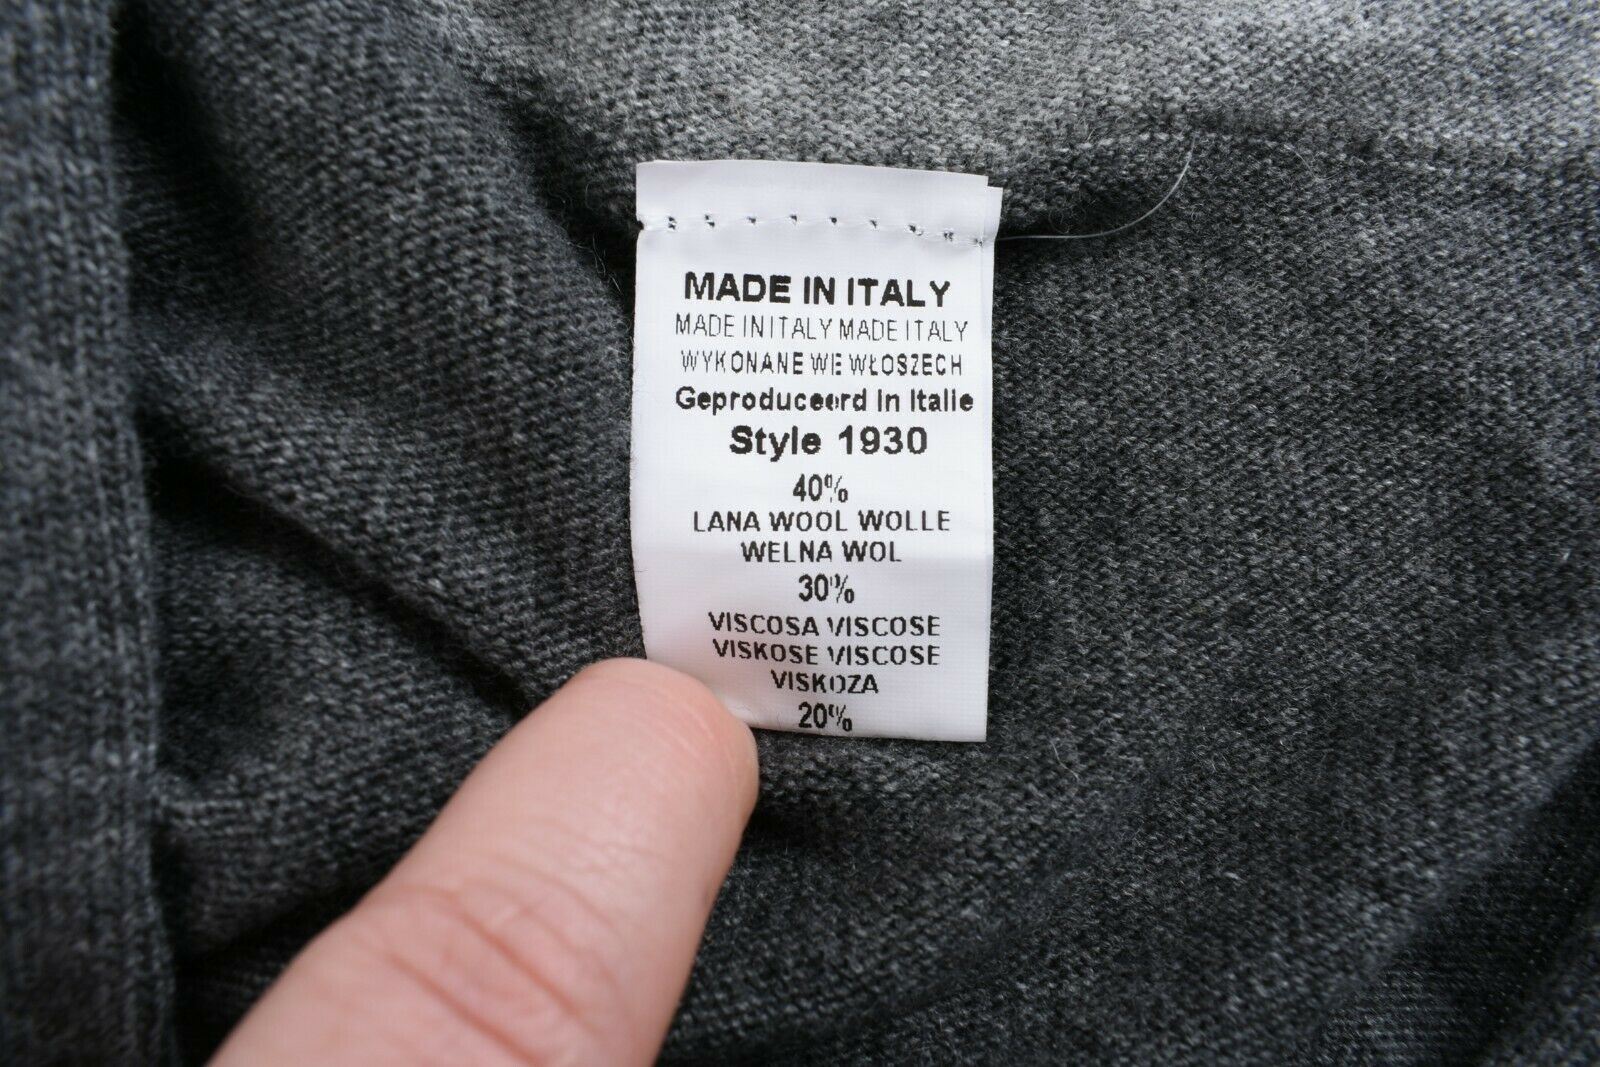 MADE IN ITALY
MADE IN ITALY MADE ITALY
WYKONANE WE WŁOSZECH
Geproduceerd In Italie
Style 1930
40%
LANA WOOL WOLLE
WELNA WOL
30%
VISCOSA VISCOSE
VISKOSE VISCOSE
VISKOZA
20%